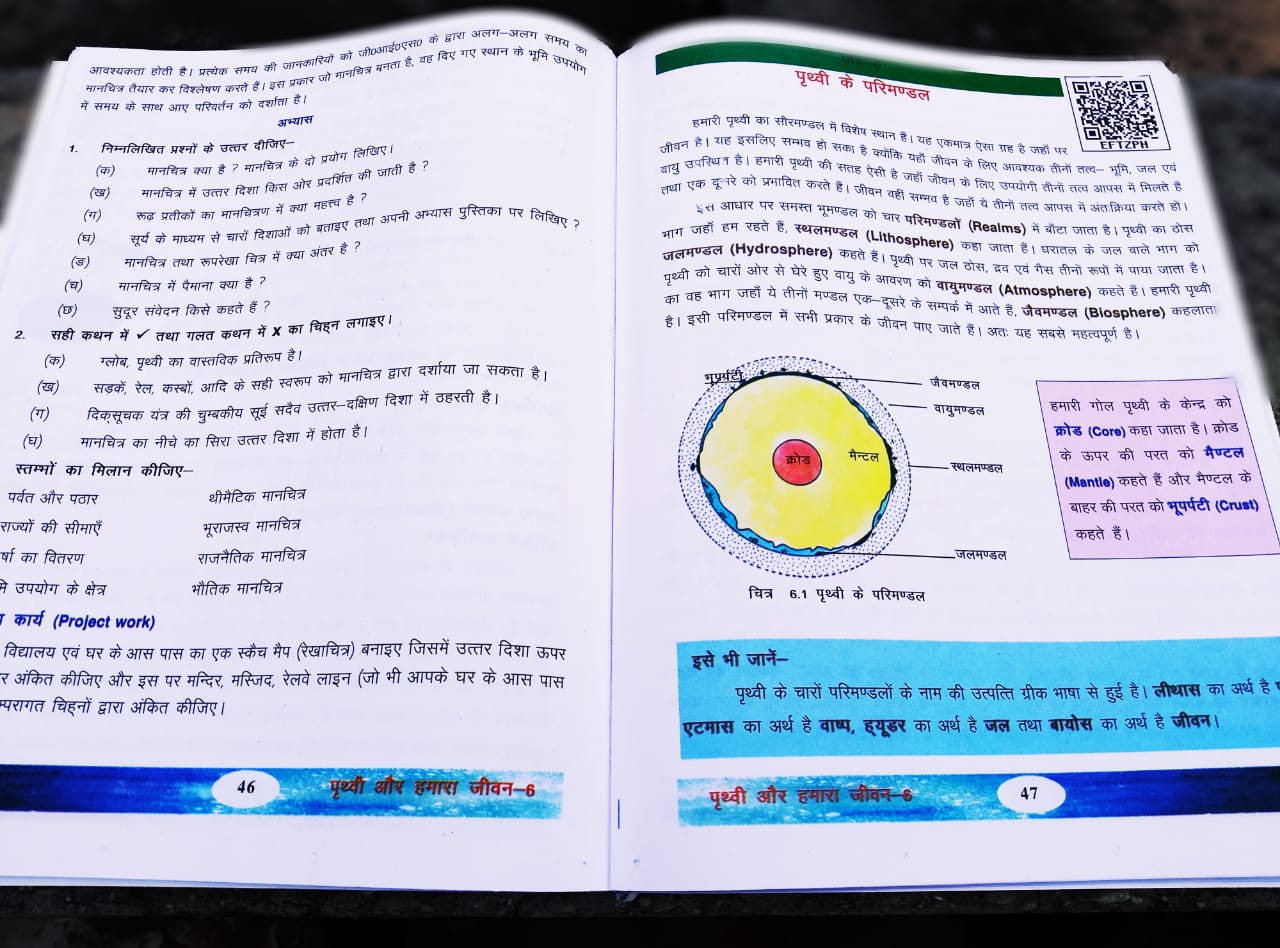 आवश्यकता होती है। प्रत्येक समय की जानकारियों को जी०आई०एस० के द्वारा अलग-अलग समय का
मानचित्र तैयार कर विश्लेषण करते हैं। इस प्रकार जो मानचित्र बनता है, वह दिए गए स्थान के भूमि उपयोग
में समय के साथ आए परिवर्तन को दर्शाता है।
अभ्यास
1. निम्नलिखित प्रश्नों के उत्तर दीजिए–
(क) मानचित्र क्या है ? मानचित्र के दो प्रयोग लिखिए।
(ख) मानचित्र में उत्तर दिशा किस ओर प्रदर्शित की जाती है ?
(ग) रूढ़ प्रतीकों का मानचित्रण में क्या महत्त्व है ?
(घ) सूर्य के माध्यम से चारों दिशाओं को बताइए तथा अपनी अभ्यास पुस्तिका पर लिखिए ?
(ङ) मानचित्र तथा रूपरेखा चित्र में क्या अंतर है ?
(च) मानचित्र में पैमाना क्या है ?
(छ) सुदूर संवेदन किसे कहते हैं ?
2. सही कथन में ✓ तथा गलत कथन में X का चिह्न लगाइए।
(क) ग्लोब, पृथ्वी का वास्तविक प्रतिरूप है।
(ख) सड़कें, रेल, कस्बों, आदि के सही स्वरूप को मानचित्र द्वारा दर्शाया जा सकता है।
(ग) दिक्सूचक यंत्र की चुम्बकीय सूई सदैव उत्तर-दक्षिण दिशा में ठहरती है।
(घ) मानचित्र का नीचे का सिरा उत्तर दिशा में होता है।
स्तम्भों का मिलान कीजिए–
पर्वत और पठार थीमैटिक मानचित्र
राज्यों की सीमाएँ भूराजस्व मानचित्र
र्षा का वितरण राजनैतिक मानचित्र
मि उपयोग के क्षेत्र भौतिक मानचित्र
कार्य (Project work)
विद्यालय एवं घर के आस पास का एक स्कैच मैप (रेखाचित्र) बनाइए जिसमें उत्तर दिशा ऊपर
र अंकित कीजिए और इस पर मन्दिर, मस्जिद, रेलवे लाइन (जो भी आपके घर के आस पास
म्परागत चिह्नों द्वारा अंकित कीजिए।
46 पृथ्वी और हमारा जीवन-6
पृथ्वी के परिमण्डल
EFTZPH
हमारी पृथ्वी का सौरमण्डल में विशेष स्थान है। यह एकमात्र ऐसा ग्रह है जहाँ पर
जीवन है। यह इसलिए सम्भव हो सका है क्योंकि यहाँ जीवन के लिए आवश्यक तीनों तत्व– भूमि, जल एवं
वायु उपस्थित है। हमारी पृथ्वी की सतह ऐसी है जहाँ जीवन के लिए उपयोगी तीनों तत्व आपस में मिलते हैं
तथा एक दूसरे को प्रभावित करते हैं। जीवन वहीं सम्भव है जहाँ ये तीनों तत्व आपस में अंतःक्रिया करते हों।
इस आधार पर समस्त भूमण्डल को चार परिमण्डलों (Realms) में बाँटा जाता है। पृथ्वी का ठोस
भाग जहाँ हम रहते हैं, स्थलमण्डल (Lithosphere) कहा जाता है। धरातल के जल वाले भाग को
जलमण्डल (Hydrosphere) कहते हैं। पृथ्वी पर जल ठोस, द्रव एवं गैस तीनों रूपों में पाया जाता है।
पृथ्वी को चारों ओर से घेरे हुए वायु के आवरण को वायुमण्डल (Atmosphere) कहते हैं। हमारी पृथ्वी
का वह भाग जहाँ ये तीनों मण्डल एक-दूसरे के सम्पर्क में आते हैं, जैवमण्डल (Biosphere) कहलाता
है। इसी परिमण्डल में सभी प्रकार के जीवन पाए जाते हैं। अतः यह सबसे महत्वपूर्ण है।
भूपर्पटी
जैवमण्डल
वायुमण्डल
क्रोड
मैन्टल
स्थलमण्डल
जलमण्डल
चित्र 6.1 पृथ्वी के परिमण्डल
हमारी गोल पृथ्वी के केन्द्र को
क्रोड (Core) कहा जाता है। क्रोड
के ऊपर की परत को मैण्टल
(Mantle) कहते हैं और मैण्टल के
बाहर की परत को भूपर्पटी (Crust)
कहते हैं।
इसे भी जानें–
पृथ्वी के चारों परिमण्डलों के नाम की उत्पत्ति ग्रीक भाषा से हुई है। लीथास का अर्थ है
एटमास का अर्थ है वाष्प, ह्यूडर का अर्थ है जल तथा बायोस का अर्थ है जीवन।
पृथ्वी और हमारा जीवन-6 47